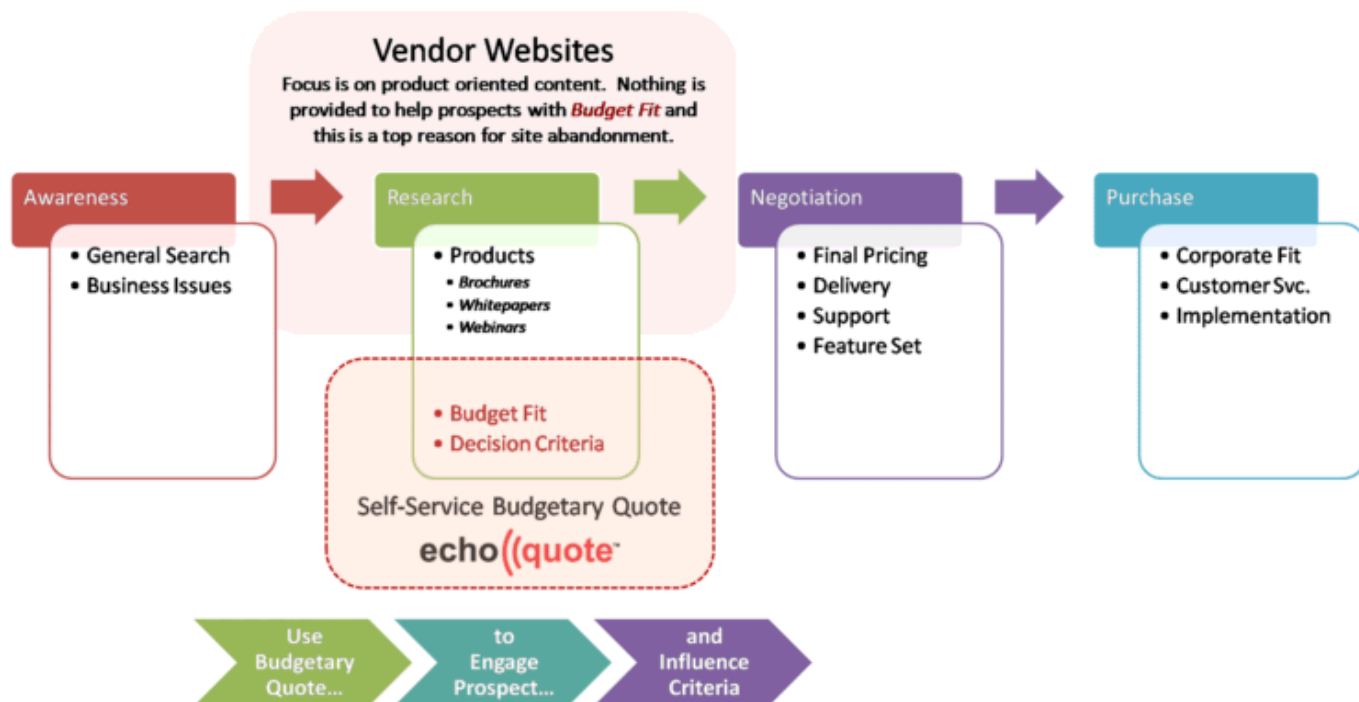 Vendor Websites
Focus is on product oriented content. Nothing is
provided to help prospects with Budget Fit and
this is a top reason for site abandonment.
Awareness
• General Search
• Business Issues
Research
• Products
• Brochures
• Whitepapers
• Webinars
• Budget Fit
• Decision Criteria
Self-Service Budgetary Quote
echo((quote™
Negotiation
• Final Pricing
• Delivery
• Support
• Feature Set
Purchase
• Corporate Fit
• Customer Svc.
• Implementation
Use
Budgetary
Quote...
to
Engage
Prospect...
and
Influence
Criteria